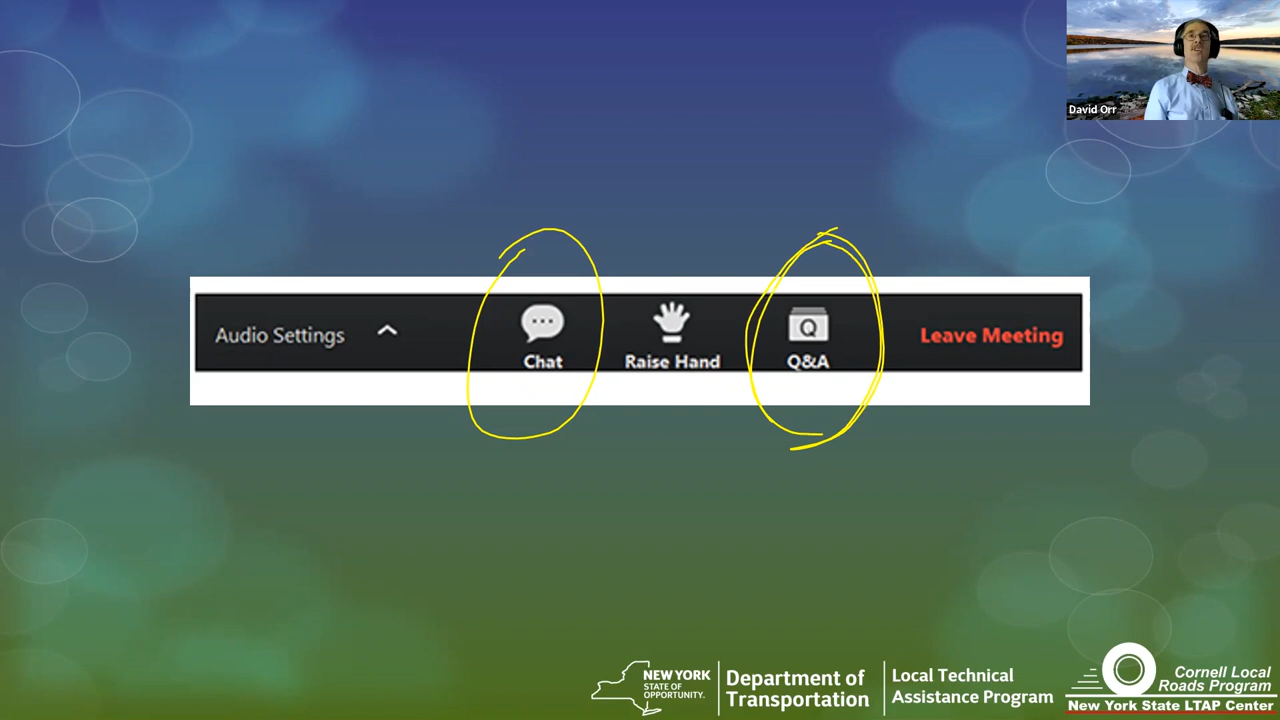 David Orr
Audio Settings
Chat
Raise Hand
Q
Q&A
Leave Meeting
NEW YORK
STATE OF
OPPORTUNITY.
Department of
Transportation
Local Technical
Assistance Program
Cornell Local
Roads Program
New York State LTAP Center